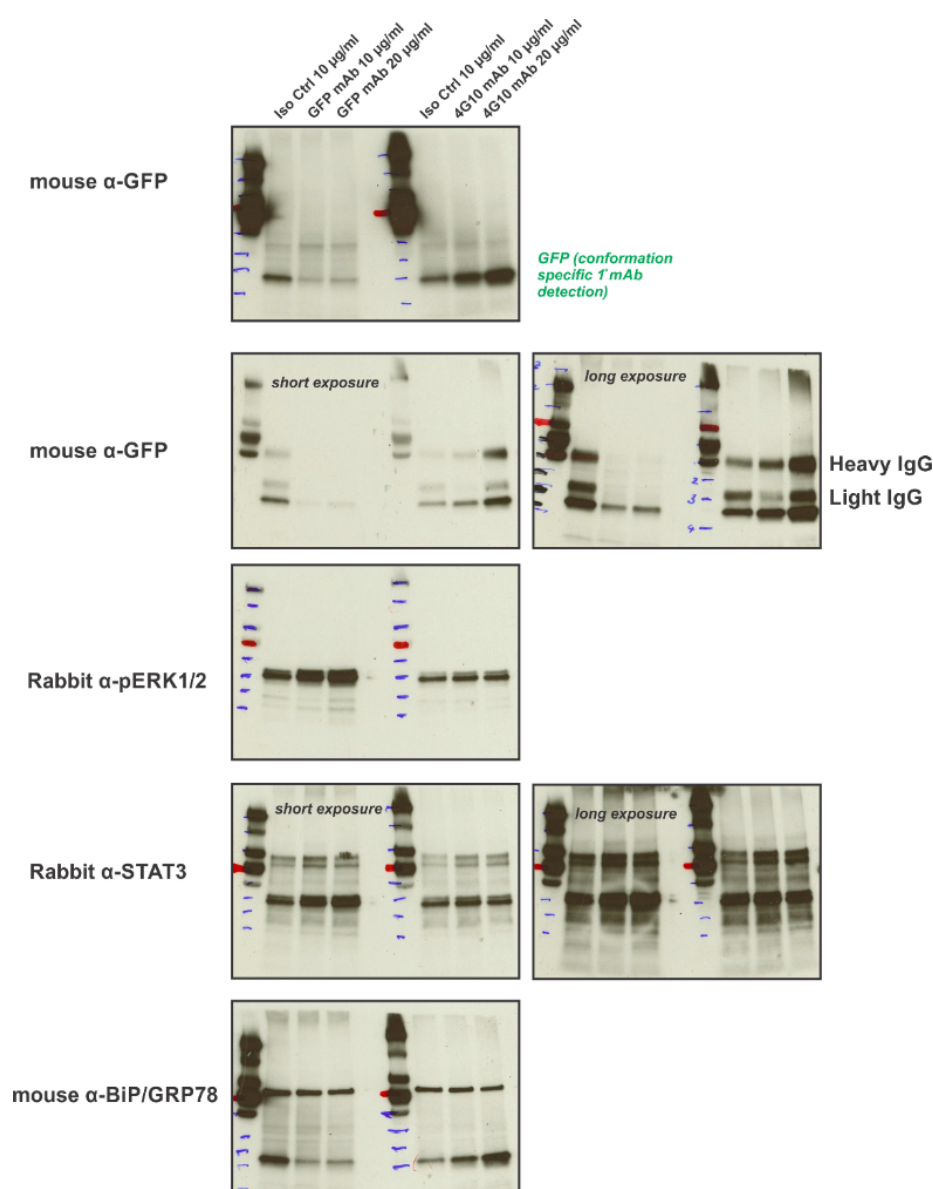 Iso Ctrl 10 µg/ml
GFP mAb 10 µg/ml
GFP mAb 20 µg/ml
Iso Ctrl 10 µg/ml
4G10 mAb 10 µg/ml
4G10 mAb 20 µg/ml
mouse α-GFP
GFP (conformation
specific 1° mAb
detection)
mouse α-GFP
short exposure
long exposure
2
3
4
Heavy IgG
Light IgG
Rabbit α-pERK1/2
Rabbit α-STAT3
short exposure
long exposure
mouse α-BiP/GRP78